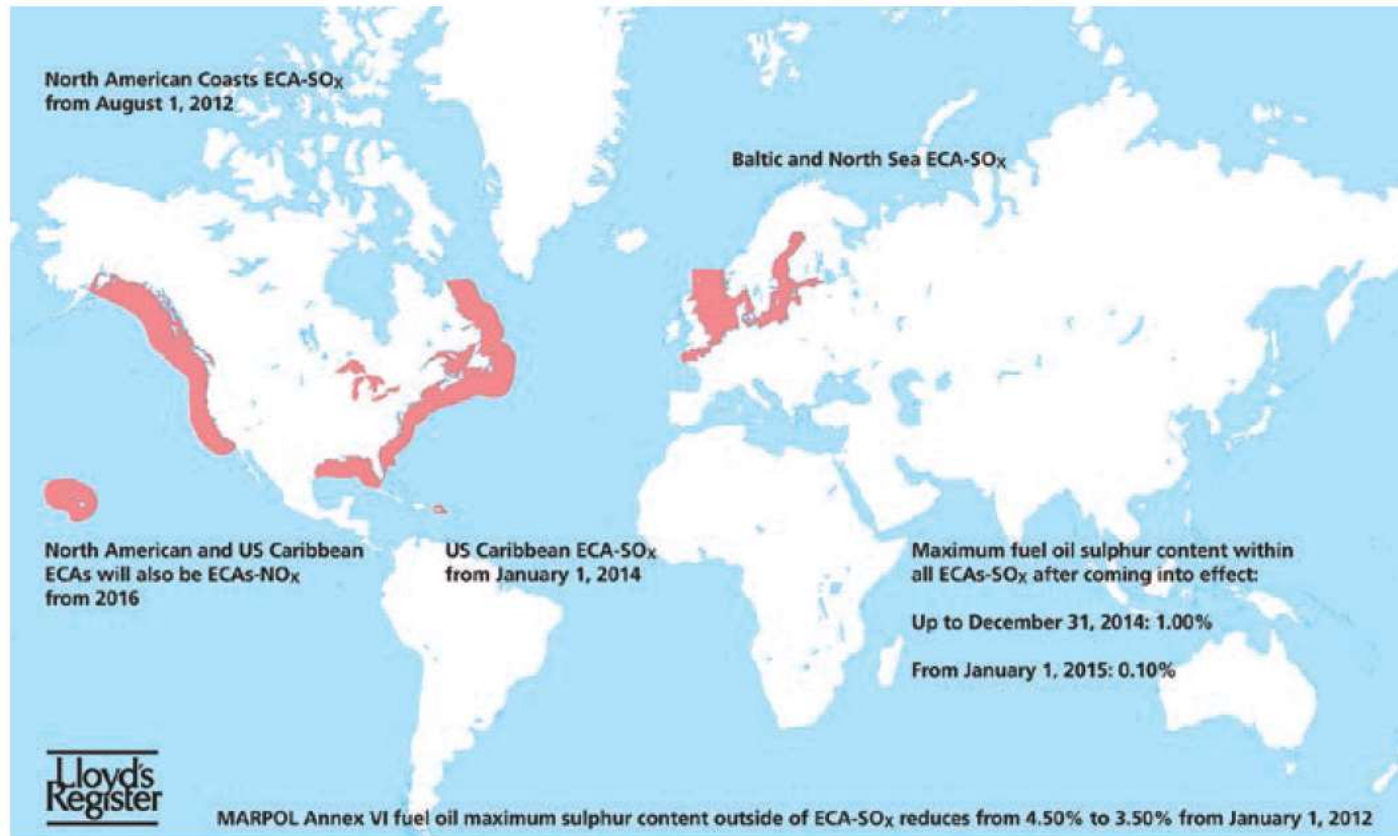 North American Coasts ECA-SOx
from August 1, 2012
Baltic and North Sea ECA-SOx
North American and US Caribbean
ECAs will also be ECAs-NOx
from 2016
US Caribbean ECA-SOx
from January 1, 2014
Maximum fuel oil sulphur content within
all ECAs-SOx after coming into effect:
Up to December 31, 2014: 1.00%
From January 1, 2015: 0.10%
Lloyd's
Register
MARPOL Annex VI fuel oil maximum sulphur content outside of ECA-SOx reduces from 4.50% to 3.50% from January 1, 2012